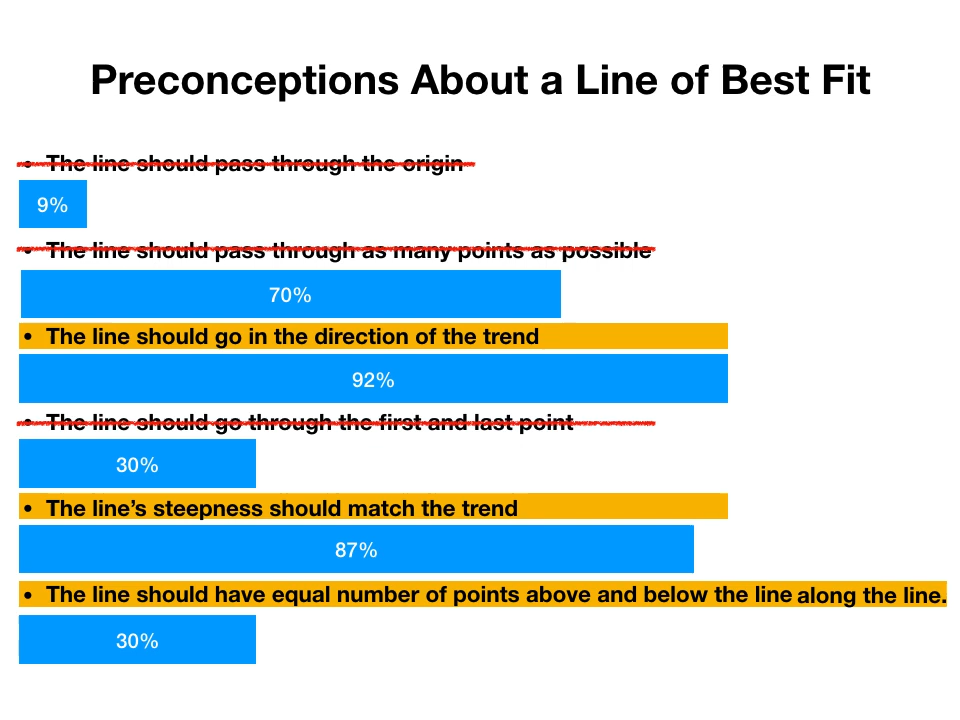 Preconceptions About a Line of Best Fit
• The line should pass through the origin
9%
• The line should pass through as many points as possible
70%
• The line should go in the direction of the trend
92%
• The line should go through the first and last point
30%
• The line’s steepness should match the trend
87%
• The line should have equal number of points above and below the line along the line.
30%